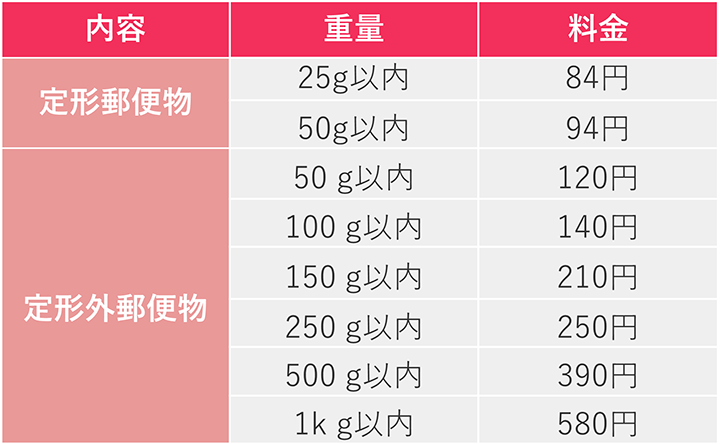 内容 重量 料金
定形郵便物
25g以内 84円
50g以内 94円
定形外郵便物
50 g以内 120円
100 g以内 140円
150 g以内 210円
250 g以内 250円
500 g以内 390円
1k g以内 580円